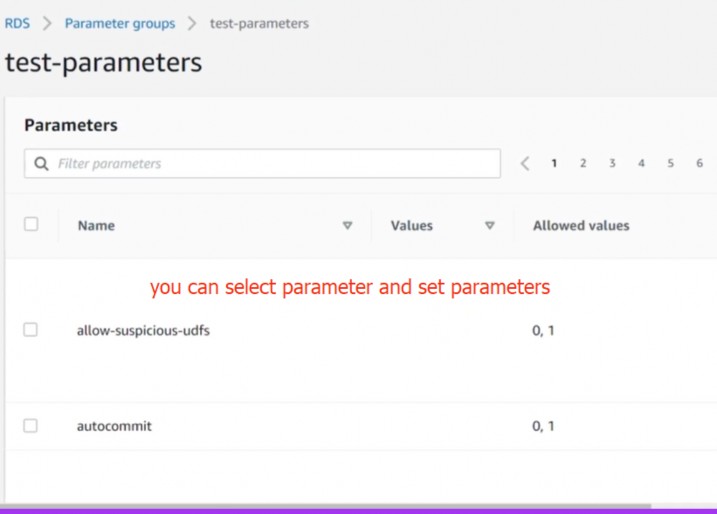 RDS > Parameter groups > test-parameters
test-parameters
Parameters
Filter parameters
1 2 3 4 5 6
Name Values Allowed values
you can select parameter and set parameters
allow-suspicious-udfs 0, 1
autocommit 0, 1